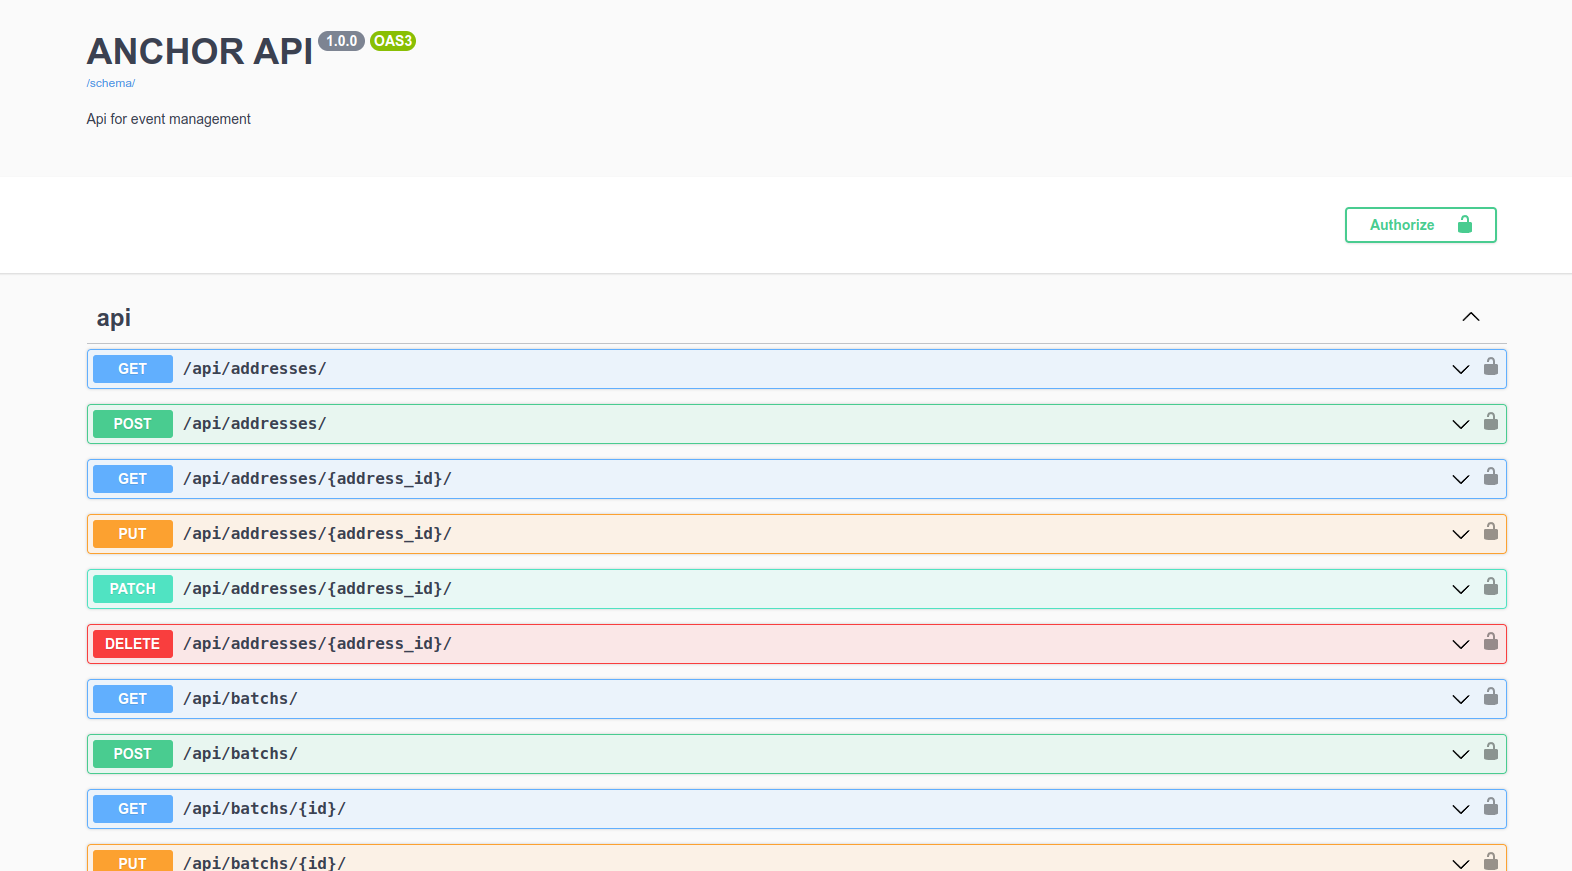 ANCHOR API 1.0.0 OAS3
/schema/
Api for event management
Authorize
api
GET /api/addresses/
POST /api/addresses/
GET /api/addresses/{address_id}/
PUT /api/addresses/{address_id}/
PATCH /api/addresses/{address_id}/
DELETE /api/addresses/{address_id}/
GET /api/batchs/
POST /api/batchs/
GET /api/batchs/{id}/
PUT /api/batchs/{id}/